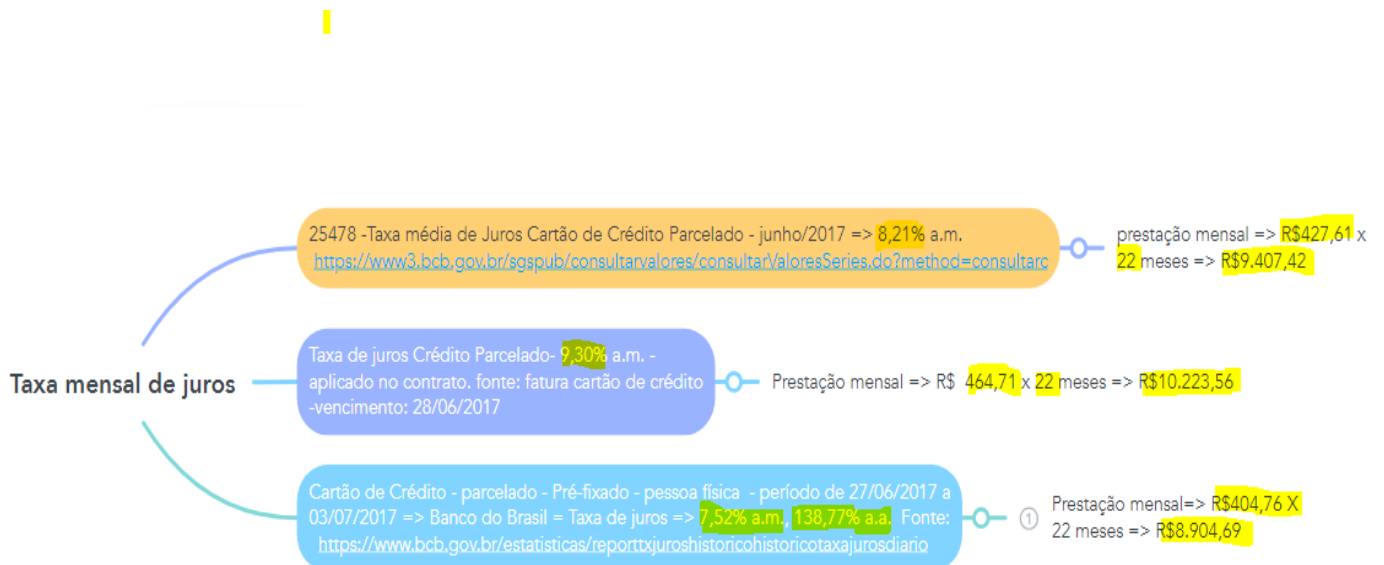 25478 -Taxa média de Juros Cartão de Crédito Parcelado - junho/2017 => 8,21% a.m.
https://www3.bcb.gov.br/sgspub/consultarvalores/consultarValoresSeries.do?method=consultarc
prestação mensal => R$427,61 x
22 meses => R$9.407,42
Taxa mensal de juros
Taxa de juros Crédito Parcelado- 9,30% a.m. -
aplicado no contrato. fonte: fatura cartão de crédito
-vencimento: 28/06/2017
Prestação mensal => R$ 464,71 x 22 meses => R$10.223,56
Cartão de Crédito - parcelado - Pré-fixado - pessoa física - período de 27/06/2017 a
03/07/2017 => Banco do Brasil = Taxa de juros => 7,52% a.m., 138,77% a.a. Fonte:
https://www.bcb.gov.br/estatisticas/reporttxjuroshistoricohistoricotaxajurosdiario
1
Prestação mensal=> R$404,76 X
22 meses => R$8.904,69